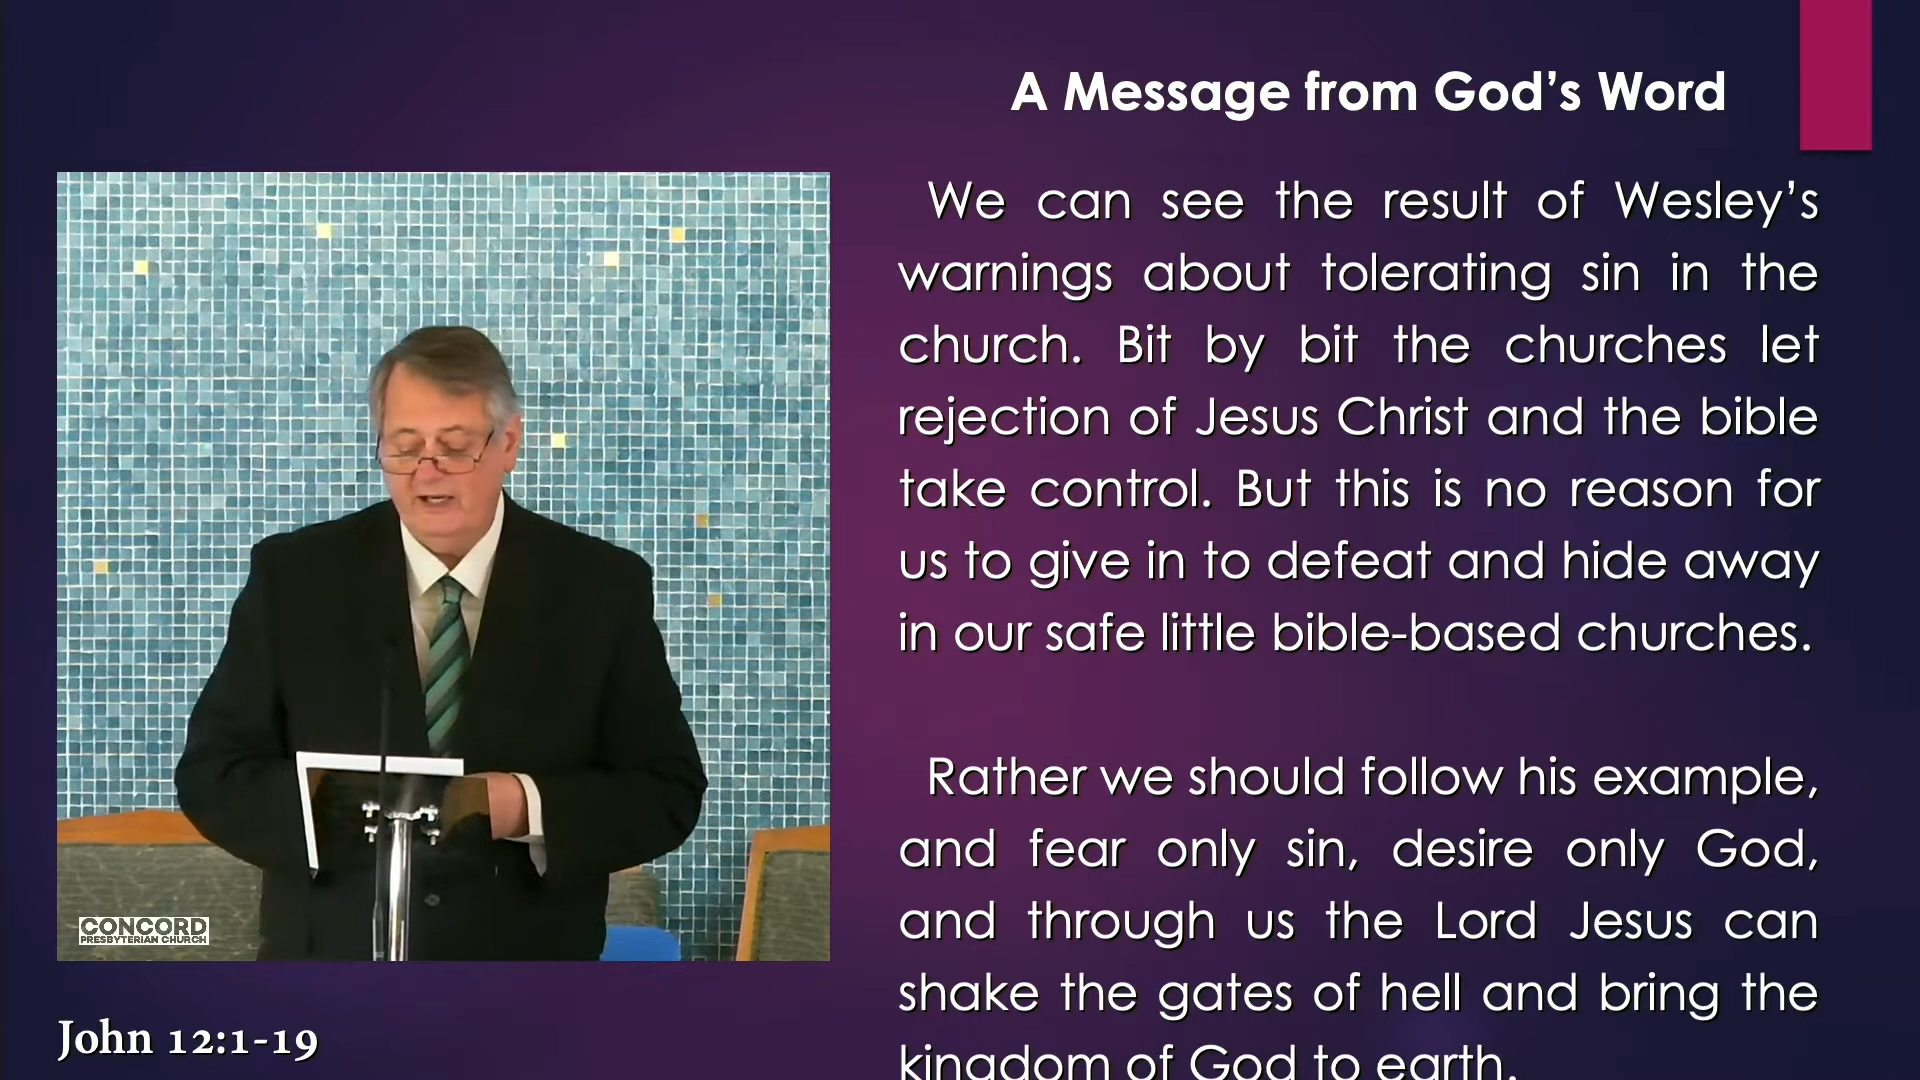 A Message from God’s Word
We can see the result of Wesley’s
warnings about tolerating sin in the
church. Bit by bit the churches let
rejection of Jesus Christ and the bible
take control. But this is no reason for
us to give in to defeat and hide away
in our safe little bible-based churches.
Rather we should follow his example,
and fear only sin, desire only God,
and through us the Lord Jesus can
shake the gates of hell and bring the
kingdom of God to earth.
CONCORD
PRESBYTERIAN CHURCH
John 12:1-19